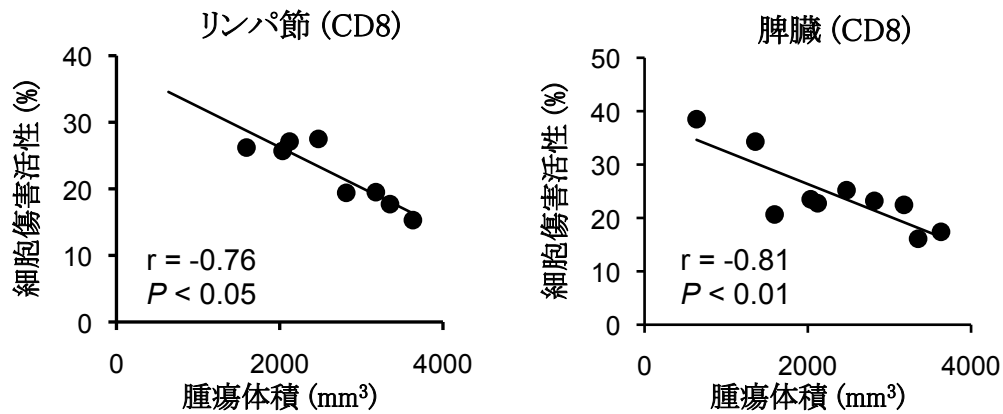 リンパ節 (CD8)
細胞傷害活性 (%)
40
30
20
10
0
r = -0.76
P < 0.05
0 2000 4000
腫瘍体積 (mm³)
脾臓 (CD8)
細胞傷害活性 (%)
50
40
30
20
10
0
r = -0.81
P < 0.01
0 2000 4000
腫瘍体積 (mm³)